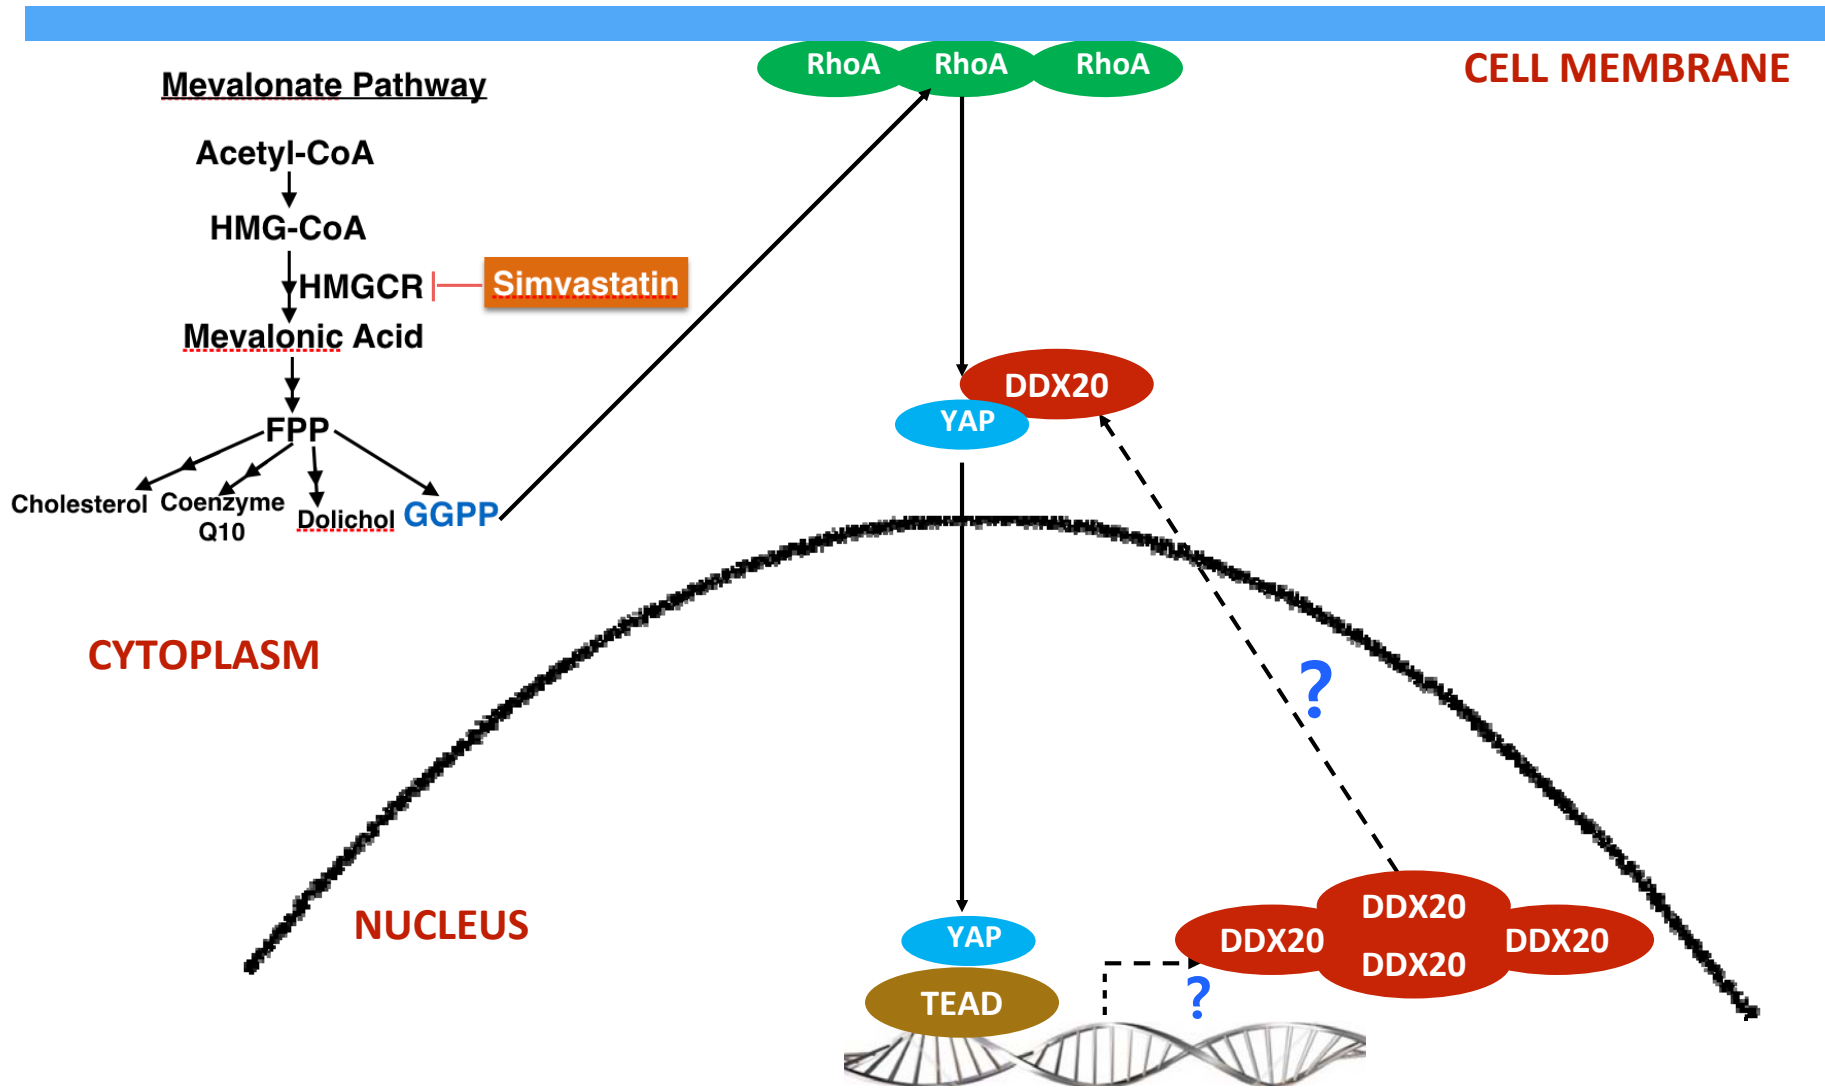 RhoA RhoA RhoA
CELL MEMBRANE
Mevalonate Pathway
Acetyl-CoA
HMG-CoA
HMGCR
Simvastatin
Mevalonic Acid
FPP
Cholesterol
Coenzyme
Q10
Dolichol
GGPP
DDX20
YAP
CYTOPLASM
?
NUCLEUS
YAP
TEAD
?
DDX20
DDX20
DDX20
DDX20